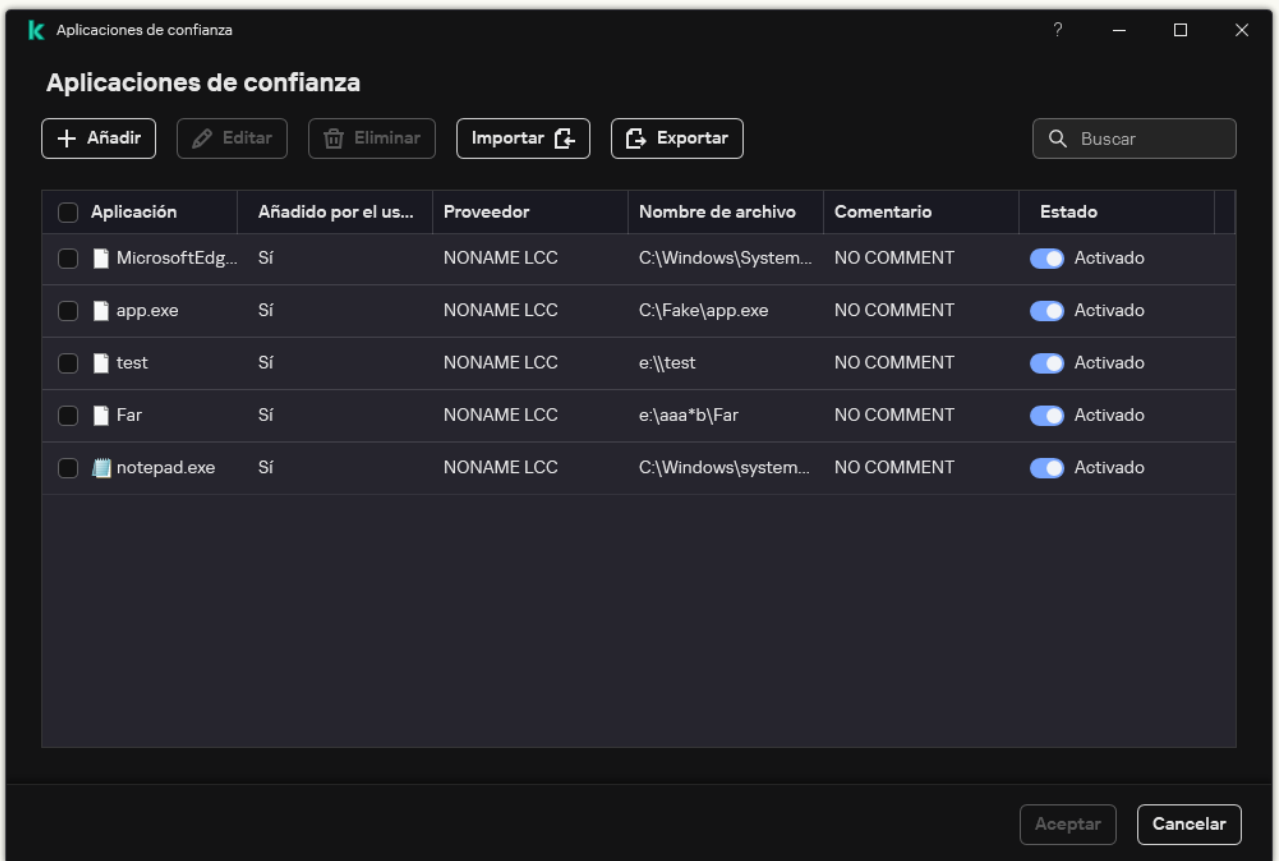 Aplicaciones de confianza ?
Aplicaciones de confianza
Añadir Editar Eliminar Importar Exportar Buscar
Aplicación Añadido por el us... Proveedor Nombre de archivo Comentario Estado
MicrosoftEdg... Sí NONAME LCC C:\Windows\System... NO COMMENT Activado
app.exe Sí NONAME LCC C:\Fake\app.exe NO COMMENT Activado
test Sí NONAME LCC e:\\test NO COMMENT Activado
Far Sí NONAME LCC e:\aaa*b\Far NO COMMENT Activado
notepad.exe Sí NONAME LCC C:\Windows\system... NO COMMENT Activado
Aceptar Cancelar